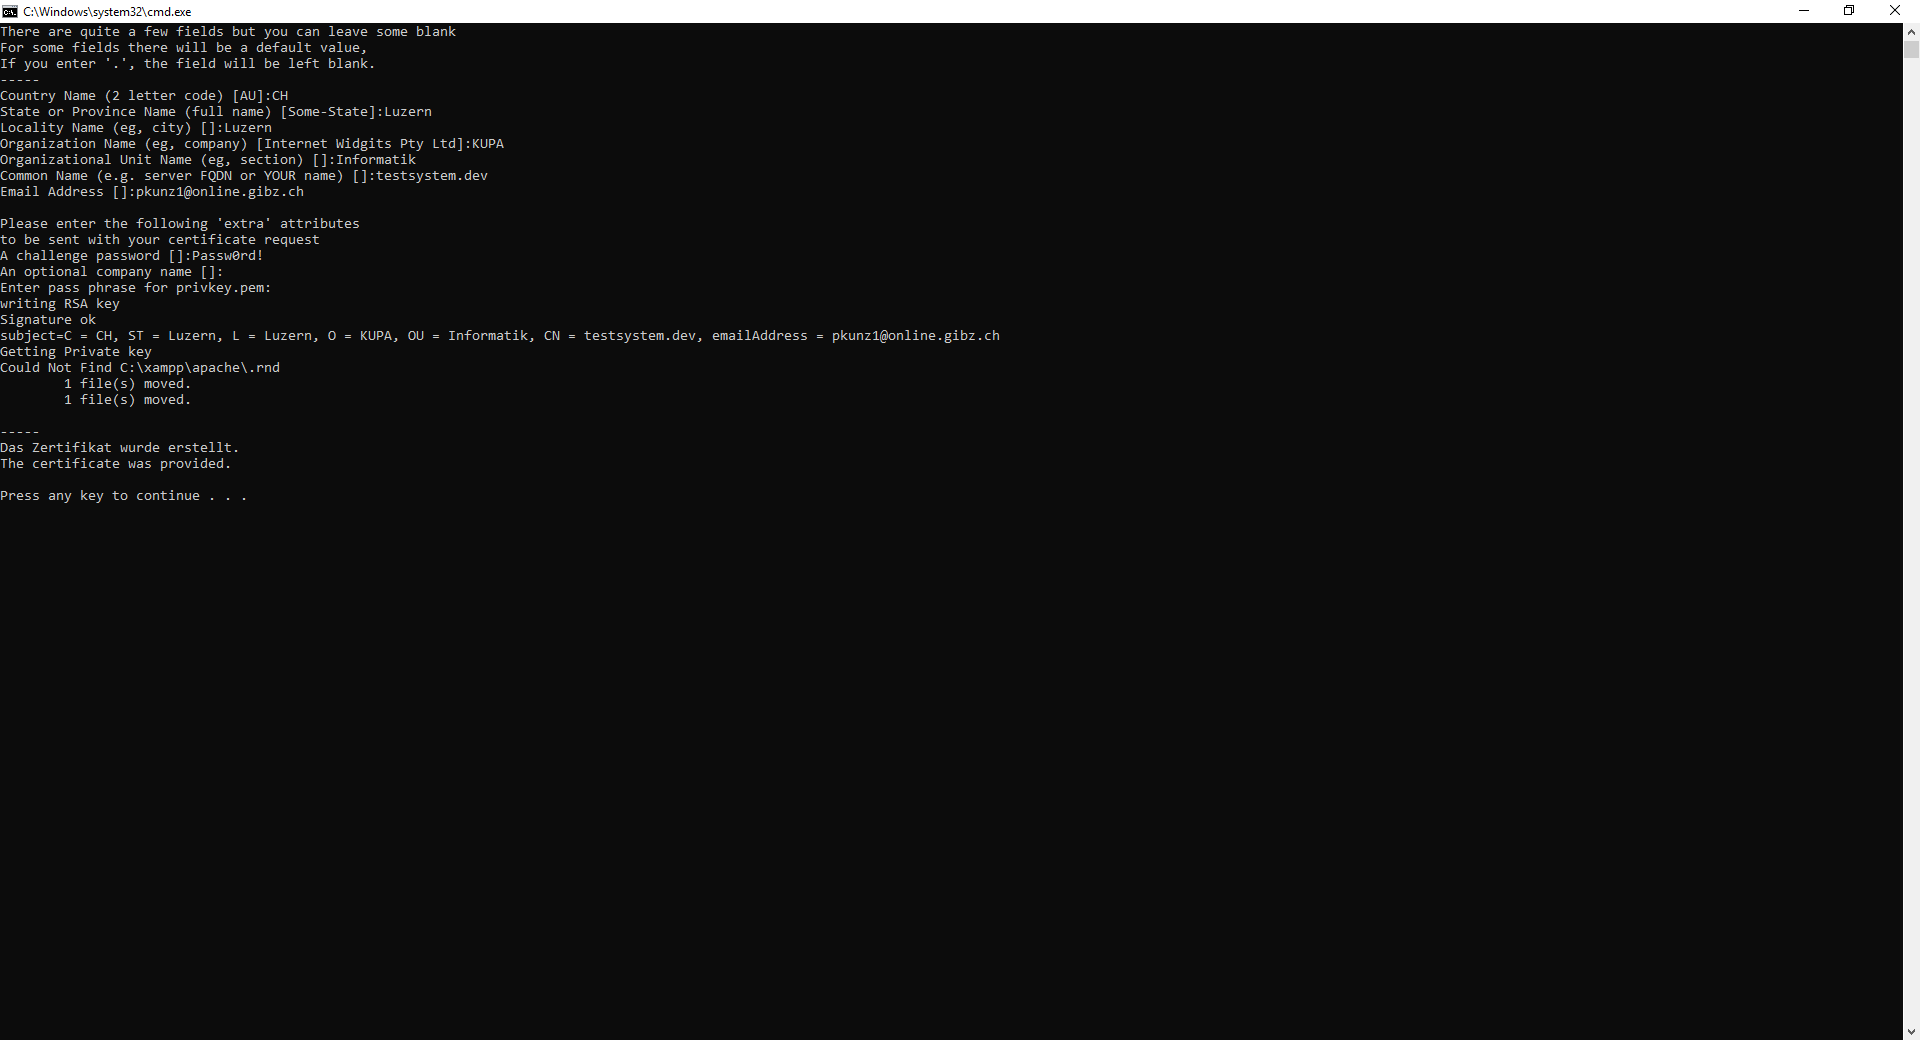 C:\Windows\system32\cmd.exe
There are quite a few fields but you can leave some blank
For some fields there will be a default value,
If you enter '.', the field will be left blank.
-----
Country Name (2 letter code) [AU]:CH
State or Province Name (full name) [Some-State]:Luzern
Locality Name (eg, city) []:Luzern
Organization Name (eg, company) [Internet Widgits Pty Ltd]:KUPA
Organizational Unit Name (eg, section) []:Informatik
Common Name (e.g. server FQDN or YOUR name) []:testsystem.dev
Email Address []:pkunz1@online.gibz.ch
Please enter the following 'extra' attributes
to be sent with your certificate request
A challenge password []:Passw0rd!
An optional company name []:
Enter pass phrase for privkey.pem:
writing RSA key
Signature ok
subject=C = CH, ST = Luzern, L = Luzern, O = KUPA, OU = Informatik, CN = testsystem.dev, emailAddress = pkunz1@online.gibz.ch
Getting Private key
Could Not Find C:\xampp\apache\.rnd
        1 file(s) moved.
        1 file(s) moved.
-----
Das Zertifikat wurde erstellt.
The certificate was provided.
Press any key to continue . . .